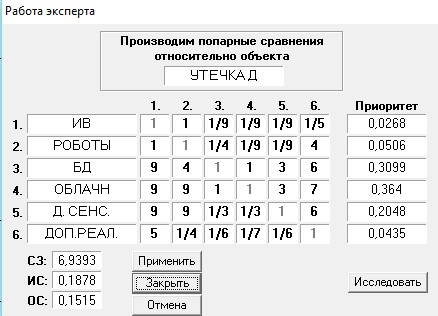 Работа эксперта
Производим попарные сравнения
относительно объекта
УТЕЧКА Д
1. 2. 3. 4. 5. 6. Приоритет
1. ИВ 1 1 1/9 1/9 1/9 1/5 0,0268
2. РОБОТЫ 1 1 1/4 1/9 1/9 4 0,0506
3. БД 9 4 1 1 3 6 0,3099
4. ОБЛАЧН 9 9 1 1 3 7 0,364
5. Д. СЕНС. 9 9 1/3 1/3 1 6 0,2048
6. ДОП.РЕАЛ. 5 1/4 1/6 1/7 1/6 1 0,0435
СЗ: 6,9393 Применить
ИС: 0,1878 Закрыть Исследовать
ОС: 0,1515 Отмена